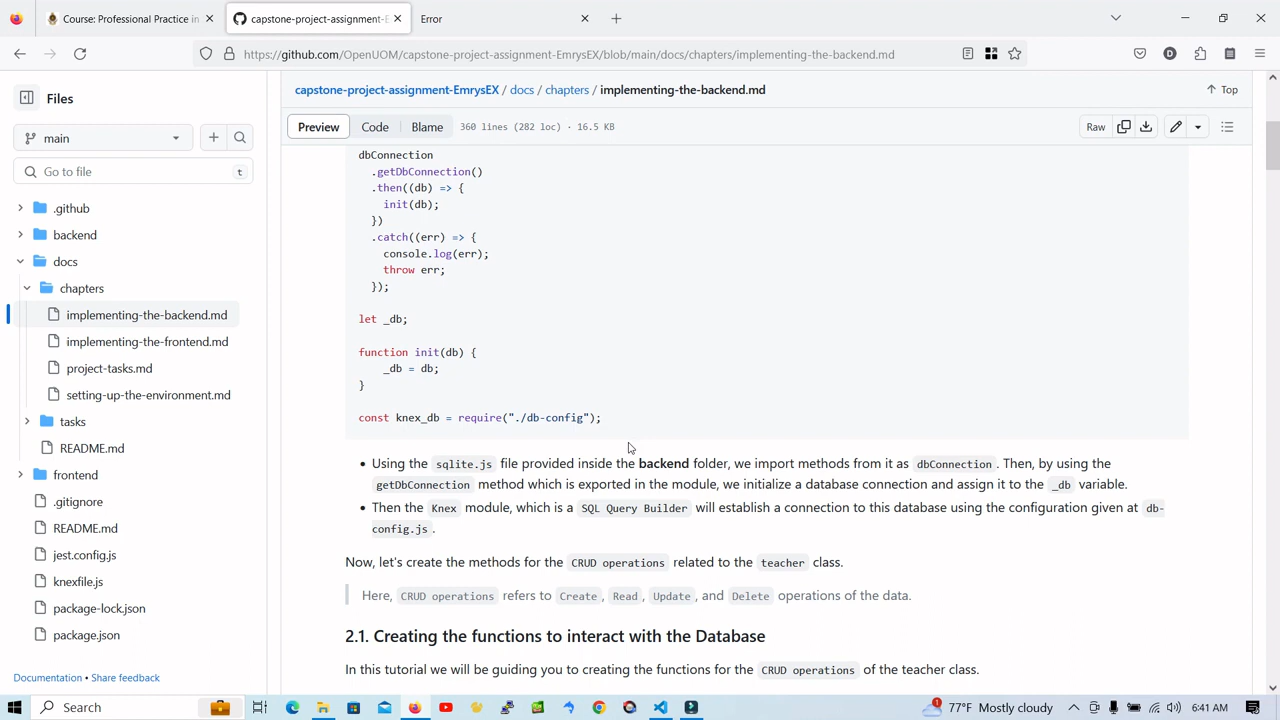 Course: Professional Practice in
capstone-project-assignment-E
Error
https://github.com/OpenUOM/capstone-project-assignment-EmrysEX/blob/main/docs/chapters/implementing-the-backend.md
D
Files
main
Go to file
t
.github
backend
docs
chapters
implementing-the-backend.md
implementing-the-frontend.md
project-tasks.md
setting-up-the-environment.md
tasks
README.md
frontend
.gitignore
README.md
jest.config.js
knexfile.js
package-lock.json
package.json
Documentation • Share feedback
capstone-project-assignment-EmrysEX / docs / chapters / implementing-the-backend.md
Top
Preview
Code
Blame
360 lines (282 loc) · 16.5 KB
Raw
dbConnection
.getDbConnection()
.then((db) => {
init(db);
})
.catch((err) => {
console.log(err);
throw err;
});
let _db;
function init(db) {
_db = db;
}
const knex_db = require("./db-config");
• Using the sqlite.js file provided inside the backend folder, we import methods from it as dbConnection. Then, by using the
getDbConnection method which is exported in the module, we initialize a database connection and assign it to the _db variable.
• Then the Knex module, which is a SQL Query Builder will establish a connection to this database using the configuration given at db-
config.js.
Now, let's create the methods for the CRUD operations related to the teacher class.
Here, CRUD operations refers to Create, Read, Update, and Delete operations of the data.
2.1. Creating the functions to interact with the Database
In this tutorial we will be guiding you to creating the functions for the CRUD operations of the teacher class.
Search
1
77°F Mostly cloudy
6:41 AM